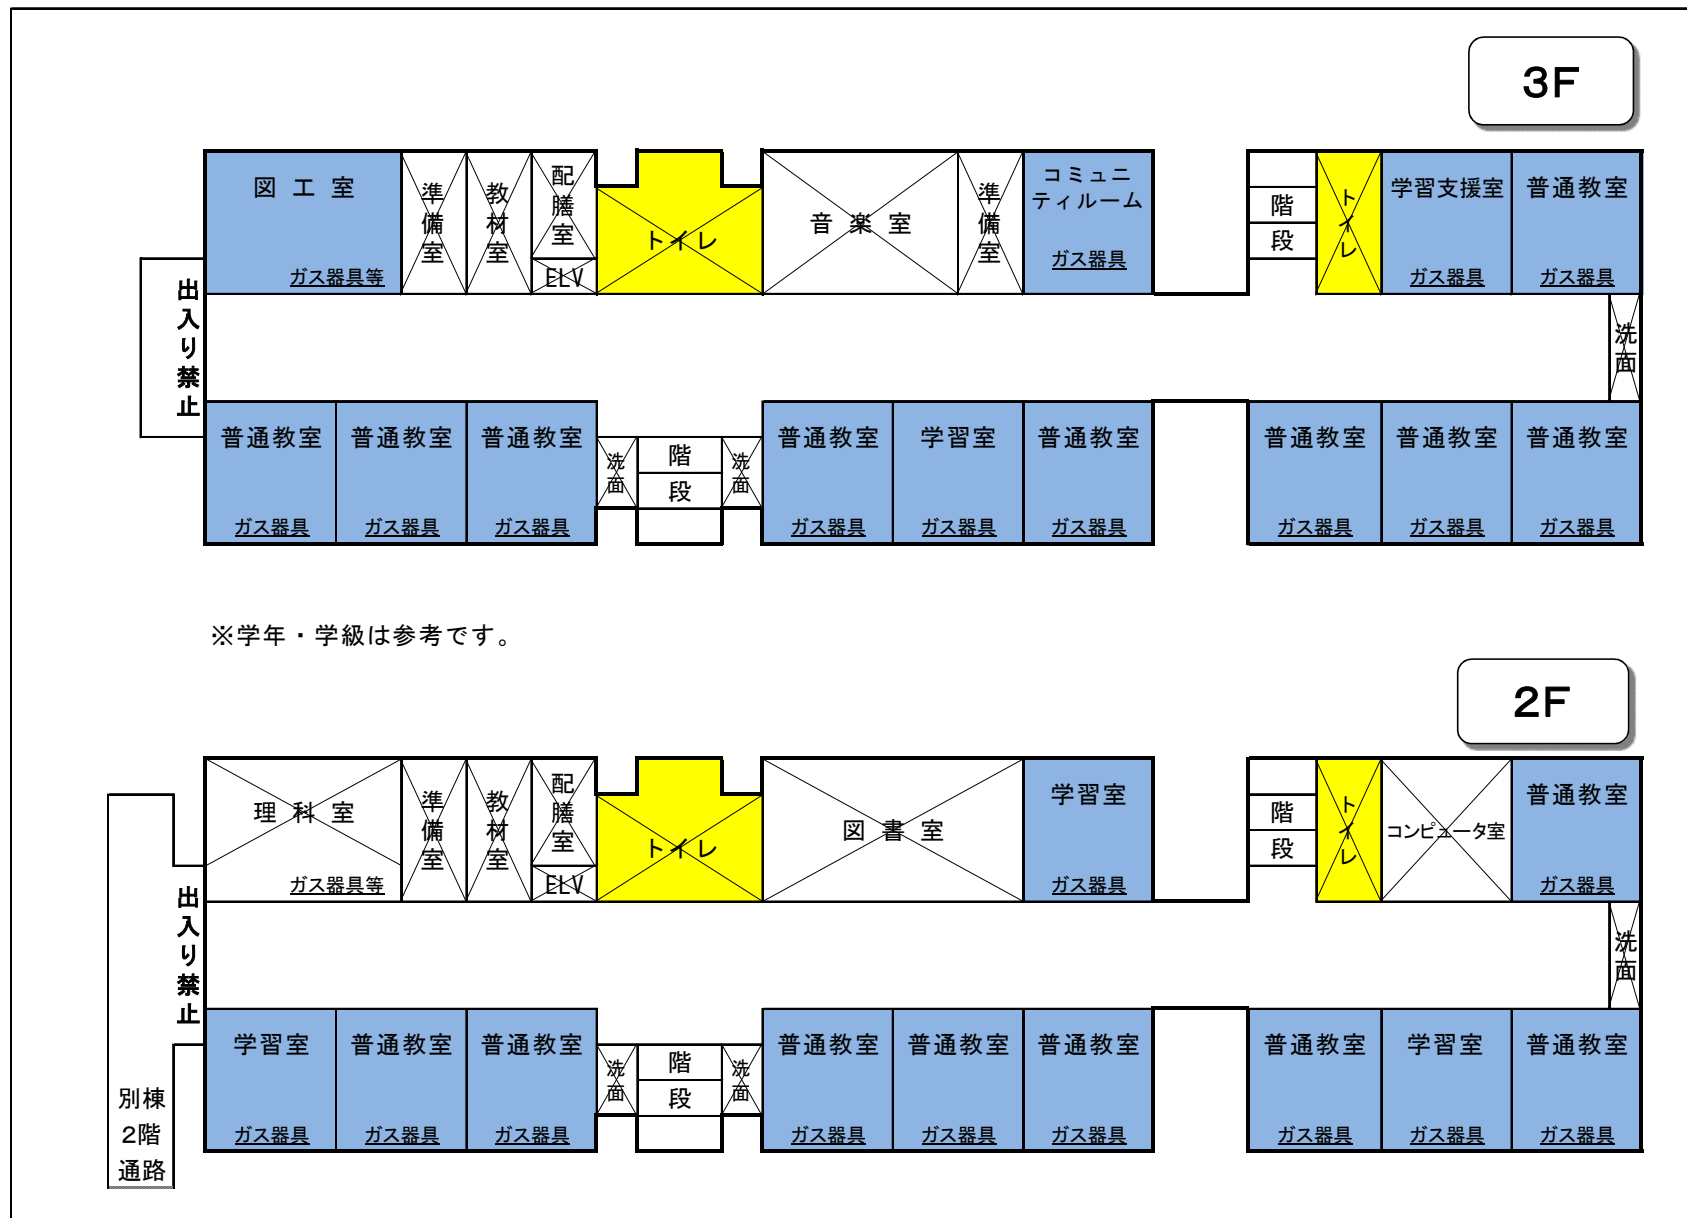 3F
図工室
ガス器具等
準備室
教材室
配膳室
ELV
トイレ
音楽室
準備室
コミュニ
ティルーム
ガス器具
階
段
トイレ
学習支援室
ガス器具
普通教室
ガス器具
出入り禁止
洗面
普通教室
ガス器具
普通教室
ガス器具
普通教室
ガス器具
洗面
階
段
洗面
普通教室
ガス器具
学習室
ガス器具
普通教室
ガス器具
普通教室
ガス器具
普通教室
ガス器具
普通教室
ガス器具
※学年・学級は参考です。
2F
理科室
ガス器具等
準備室
教材室
配膳室
ELV
トイレ
図書室
学習室
ガス器具
階
段
トイレ
コンピュータ室
普通教室
ガス器具
出入り禁止
洗面
別棟
2階
通路
学習室
ガス器具
普通教室
ガス器具
普通教室
ガス器具
洗面
階
段
洗面
普通教室
ガス器具
普通教室
ガス器具
普通教室
ガス器具
普通教室
ガス器具
学習室
ガス器具
普通教室
ガス器具